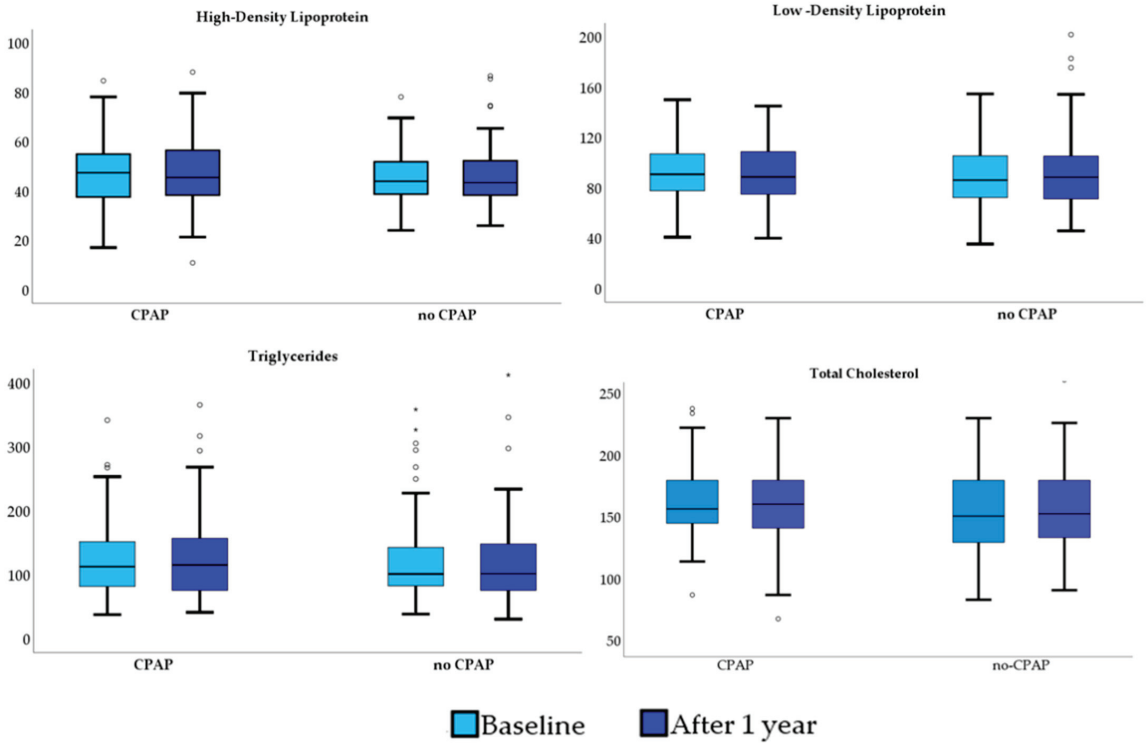 High-Density Lipoprotein
100
80
60
40
20
0
CPAP
no CPAP
Low -Density Lipoprotein
200
160
120
80
40
0
CPAP
no CPAP
Triglycerides
400
300
200
100
0
CPAP
no CPAP
Total Cholesterol
250
200
150
100
50
CPAP
no-CPAP
Baseline
After 1 year